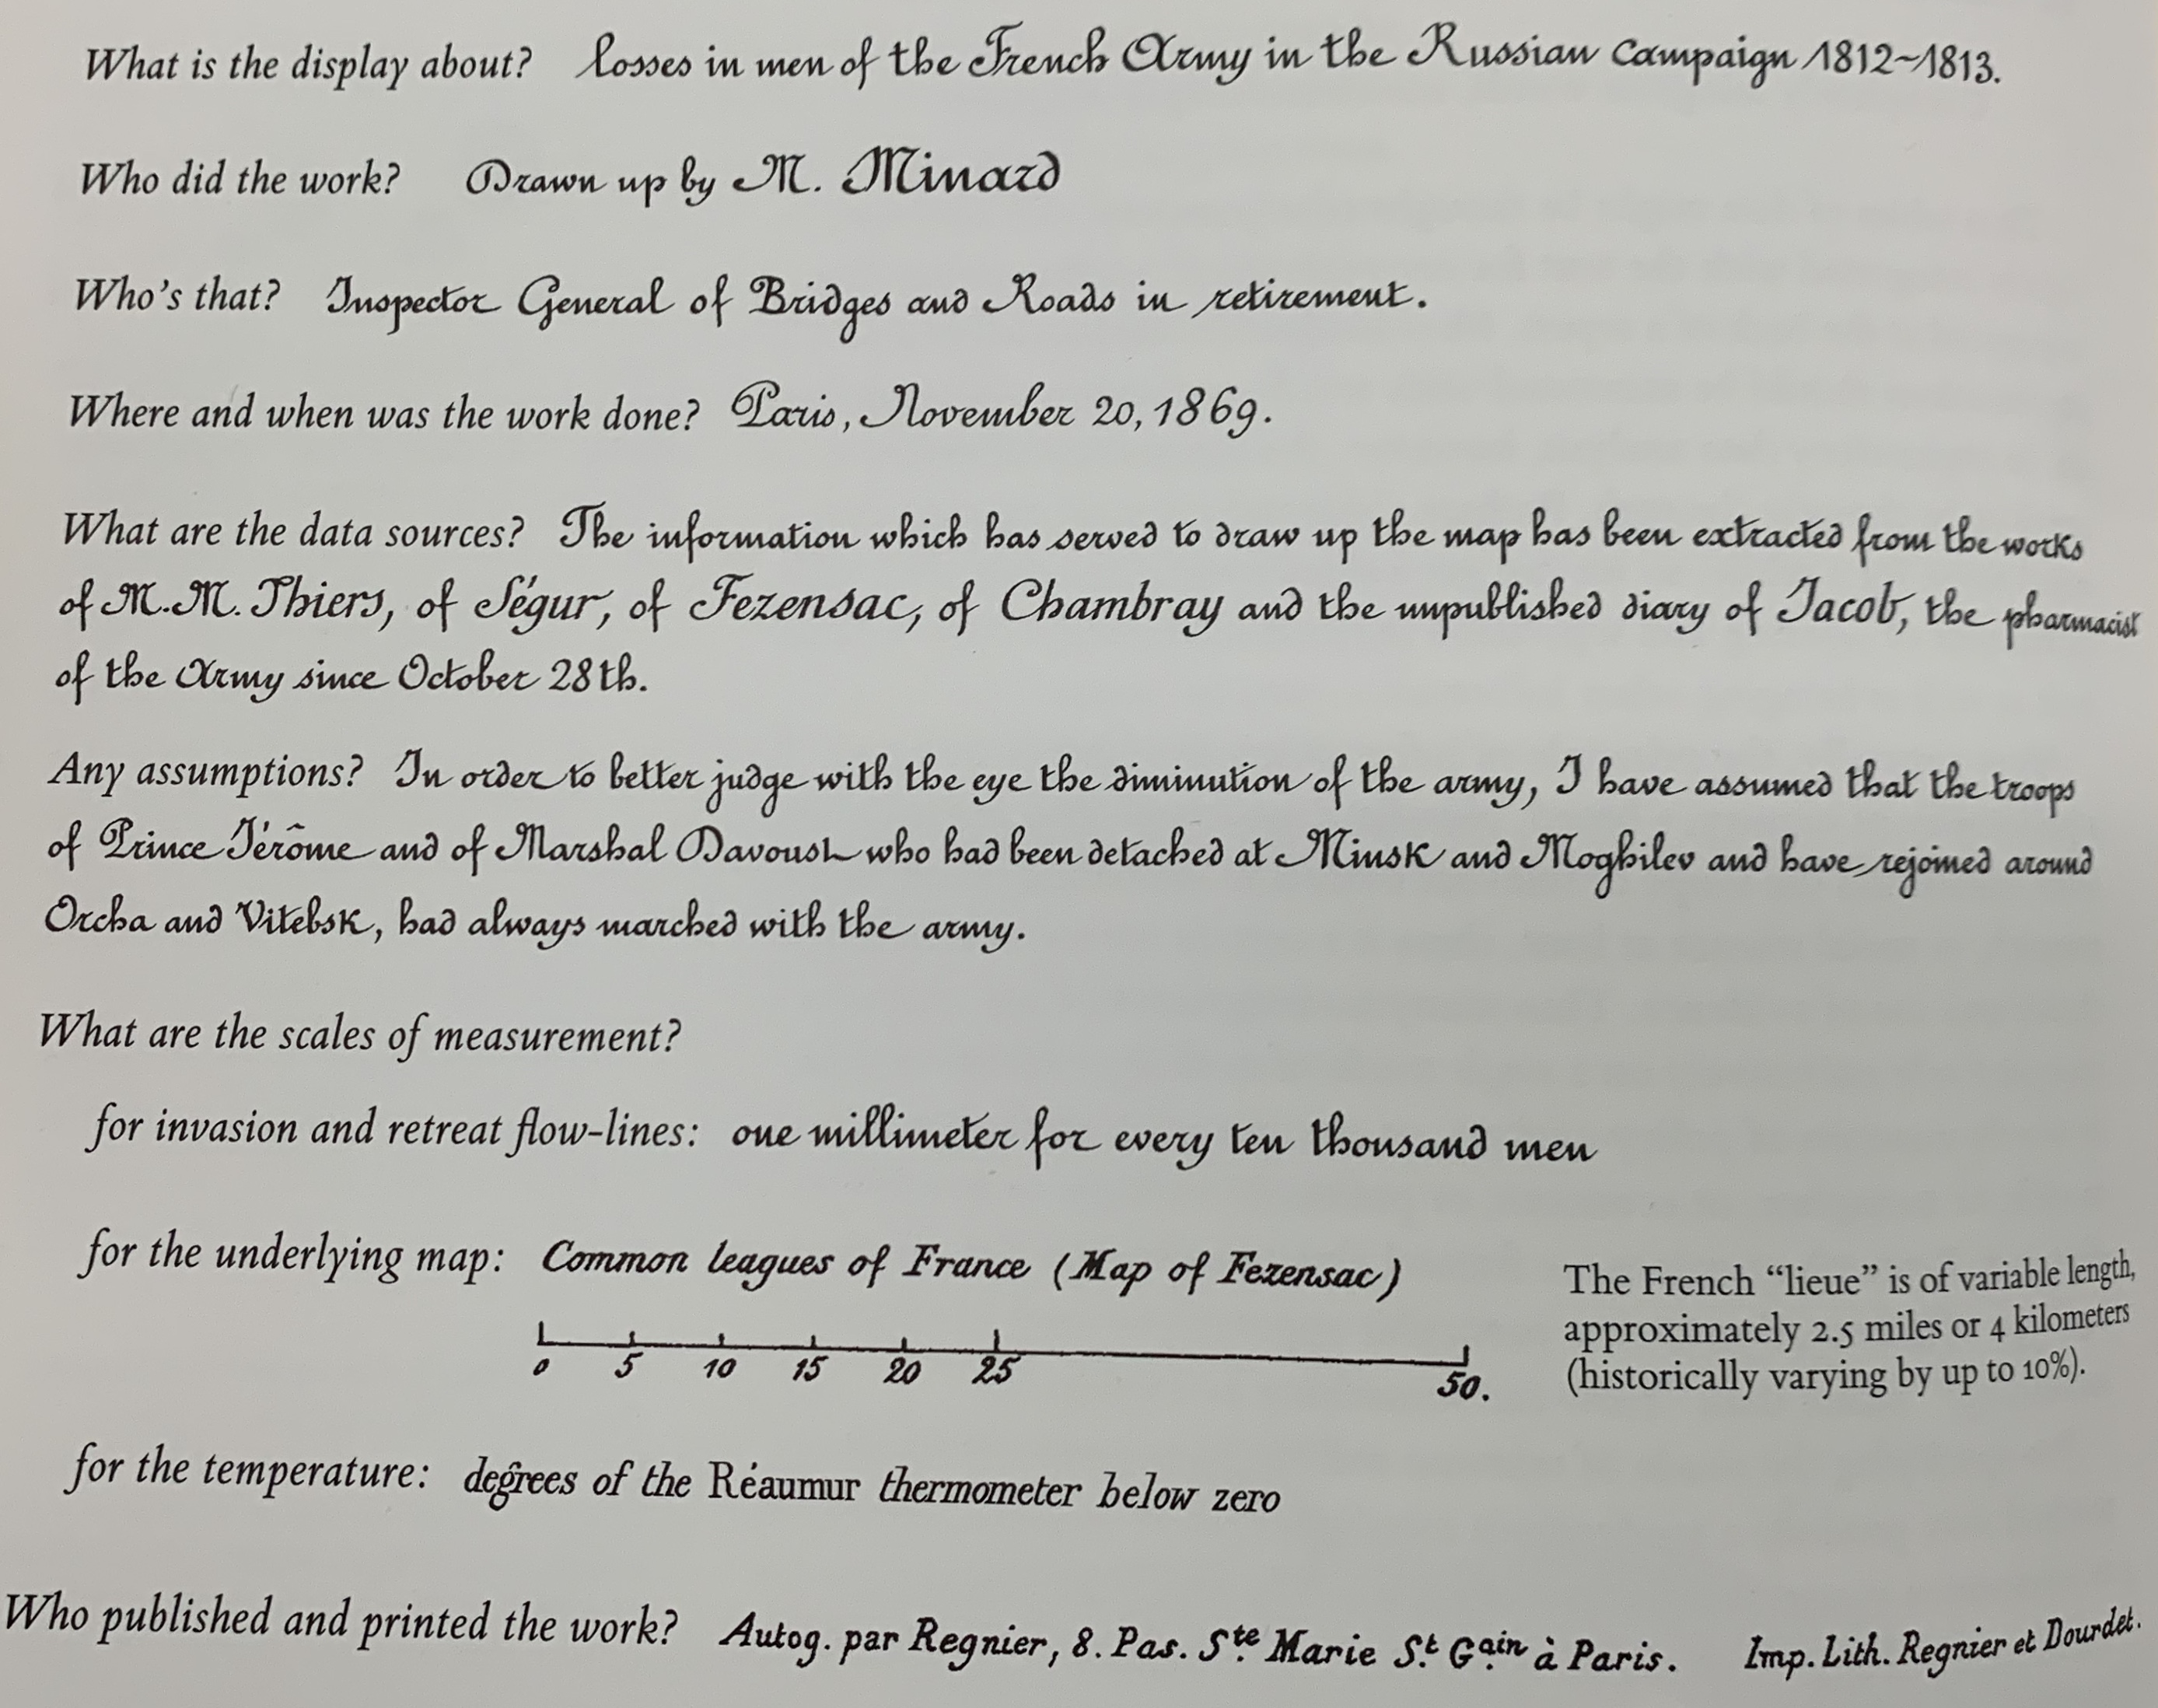 What is the display about? Losses in men of the French Army in the Russian campaign 1812~1813.
Who did the work? Drawn up by M. Minard
Who's that? Inspector General of Bridges and Roads in retirement.
Where and when was the work done? Paris, November 20, 1869.
What are the data sources? The information which has served to draw up the map has been extracted from the works
of M.M. Thiers, of Ségur, of Fezensac, of Chambray and the unpublished diary of Jacob, the pharmacist
of the Army since October 28th.
Any assumptions? In order to better judge with the eye the diminution of the army, I have assumed that the troops
of Prince Jérôme and of Marshal Davoust who had been detached at Minsk and Moghilev and have rejoined around
Orcha and Vitebsk, had always marched with the army.
What are the scales of measurement?
for invasion and retreat flow-lines: one millimeter for every ten thousand men
for the underlying map: Common leagues of France (Map of Fezensac)
0 5 10 15 20 25 50.
The French “lieue” is of variable length,
approximately 2.5 miles or 4 kilometers
(historically varying by up to 10%).
for the temperature: degrees of the Réaumur thermometer below zero
Who published and printed the work? Autog. par Regnier, 8. Pas. Ste. Marie St. Gain à Paris. Imp. Lith. Regnier et Dourdet.